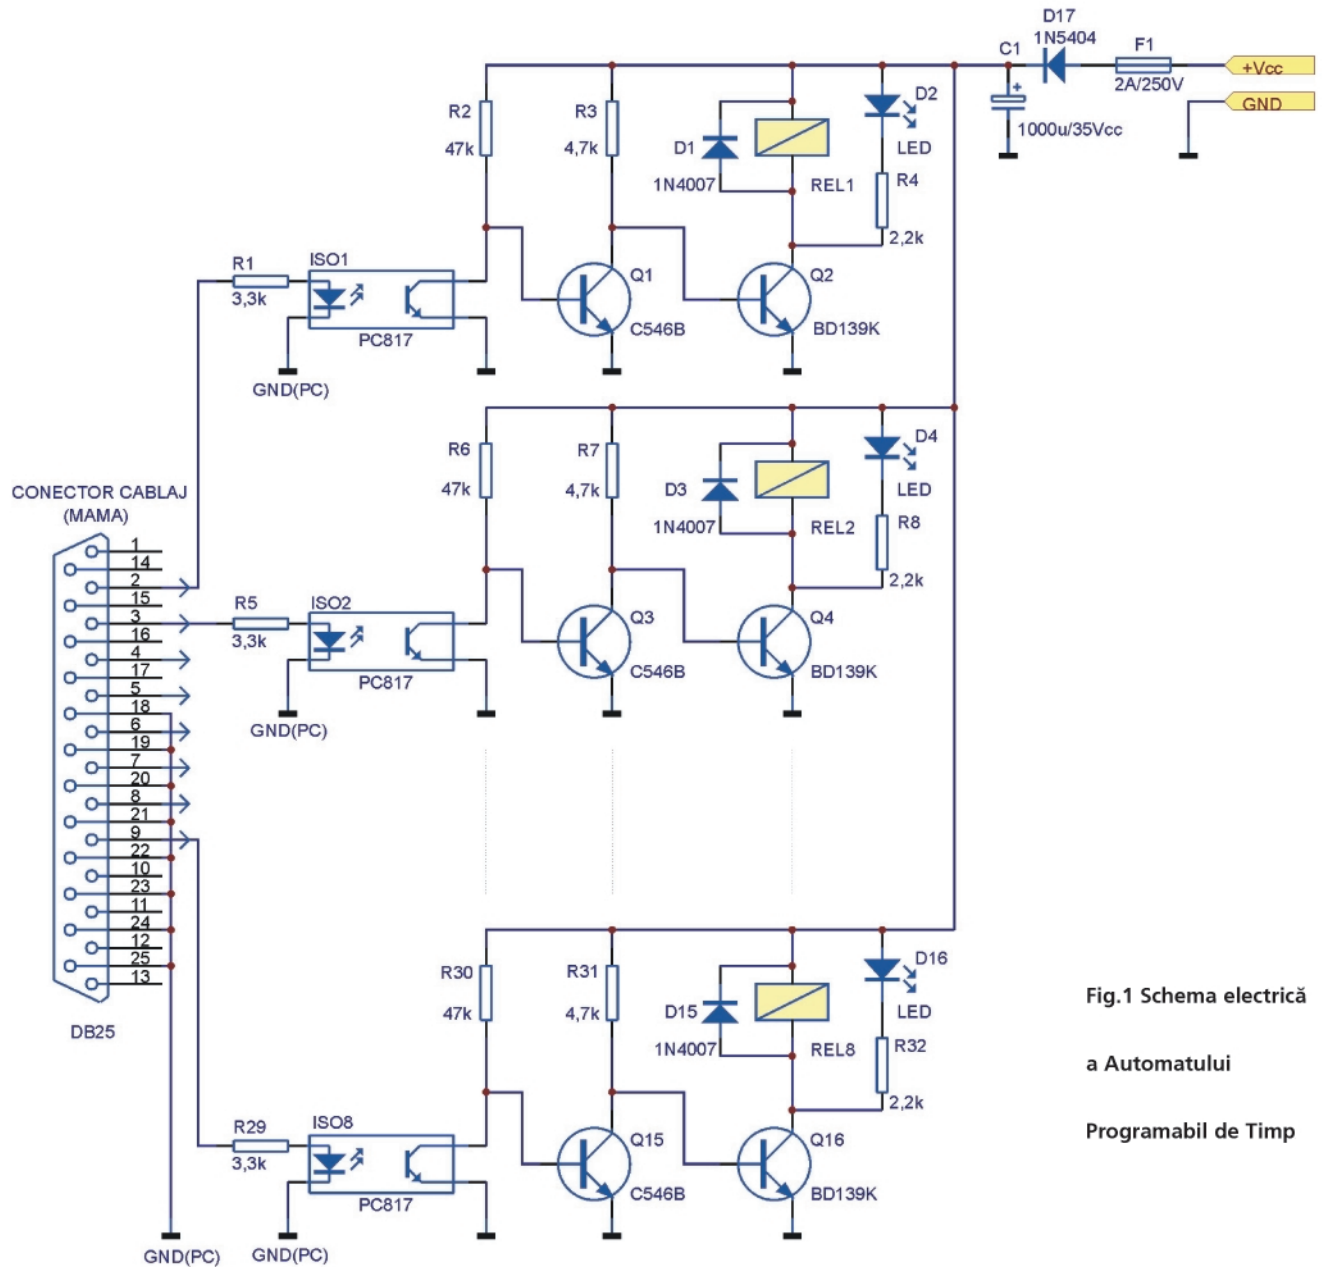 D17
1N5404
C1
F1
+Vcc
2A/250V
GND
1000u/35Vcc
R2
47k
R3
4,7k
D1
1N4007
REL1
D2
LED
R4
2,2k
R1
3,3k
ISO1
PC817
GND(PC)
Q1
C546B
Q2
BD139K
R6
47k
R7
4,7k
D3
1N4007
REL2
D4
LED
R8
2,2k
CONECTOR CABLAJ
(MAMA)
1
14
2
15
3
16
4
17
5
18
6
19
7
20
8
21
9
22
10
23
11
24
12
25
13
DB25
R5
3,3k
ISO2
PC817
GND(PC)
Q3
C546B
Q4
BD139K
R30
47k
R31
4,7k
D15
1N4007
REL8
D16
LED
R32
2,2k
R29
3,3k
ISO8
PC817
GND(PC)
GND(PC)
Q15
C546B
Q16
BD139K
Fig.1 Schema electrică
a Automatului
Programabil de Timp